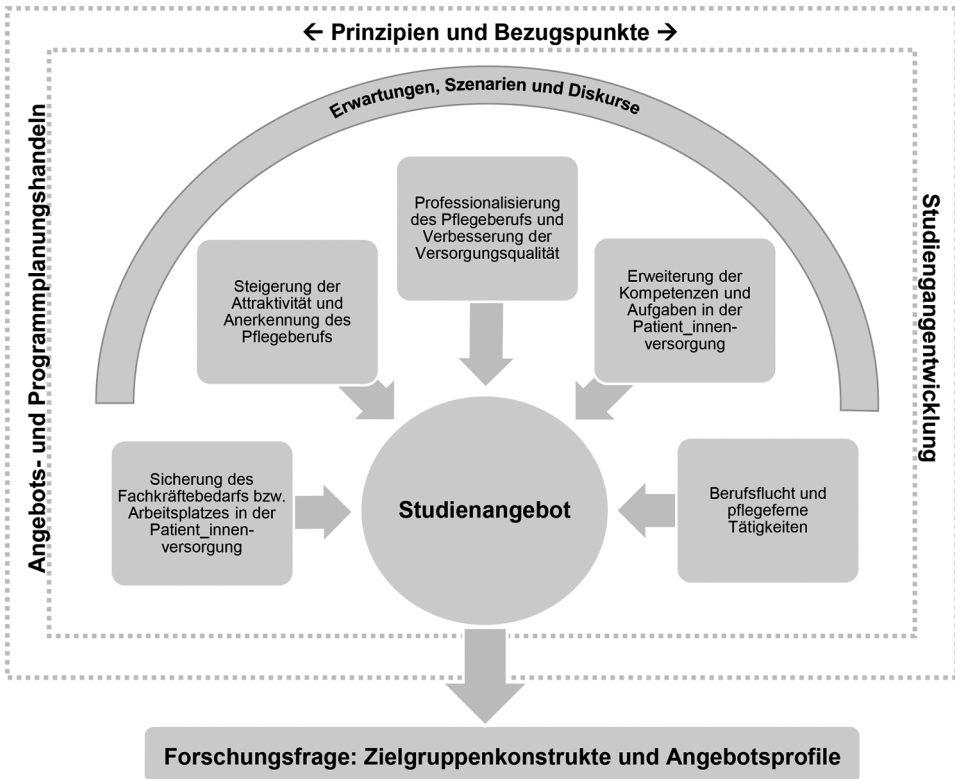 ← Prinzipien und Bezugspunkte →
Angebots- und Programmplanungshandeln
Erwartungen, Szenarien und Diskurse
Studiengangentwicklung
Professionalisierung
des Pflegeberufs und
Verbesserung der
Versorgungsqualität
Steigerung der
Attraktivität und
Anerkennung des
Pflegeberufs
Erweiterung der
Kompetenzen und
Aufgaben in der
Patient_innen-
versorgung
Sicherung des
Fachkräftebedarfs bzw.
Arbeitsplatzes in der
Patient_innen-
versorgung
Studienangebot
Berufsflucht und
pflegeferne
Tätigkeiten
Forschungsfrage: Zielgruppenkonstrukte und Angebotsprofile